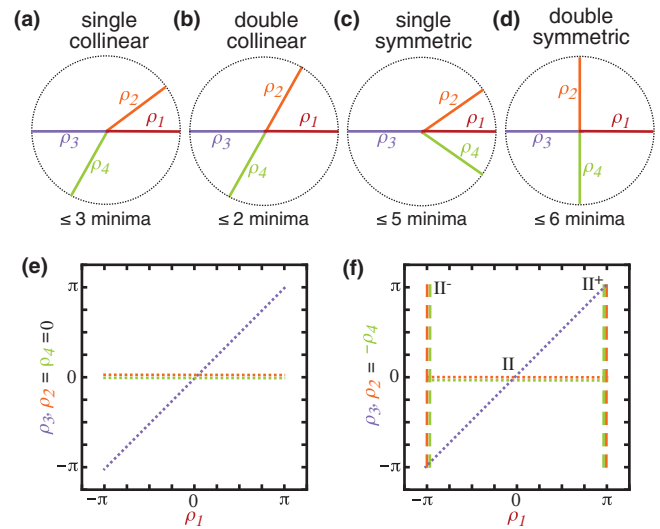 (a) single collinear
(b) double collinear
(c) single symmetric
(d) double symmetric
ρ2
ρ1
ρ3
ρ4
ρ2
ρ1
ρ3
ρ4
ρ2
ρ1
ρ3
ρ4
ρ2
ρ1
ρ3
ρ4
≤ 3 minima
≤ 2 minima
≤ 5 minima
≤ 6 minima
(e)
π
0
−π
ρ3, ρ2 = ρ4 = 0
−π 0 π
ρ1
(f)
II-
II+
II
π
0
−π
ρ3, ρ2 = -ρ4
−π 0 π
ρ1